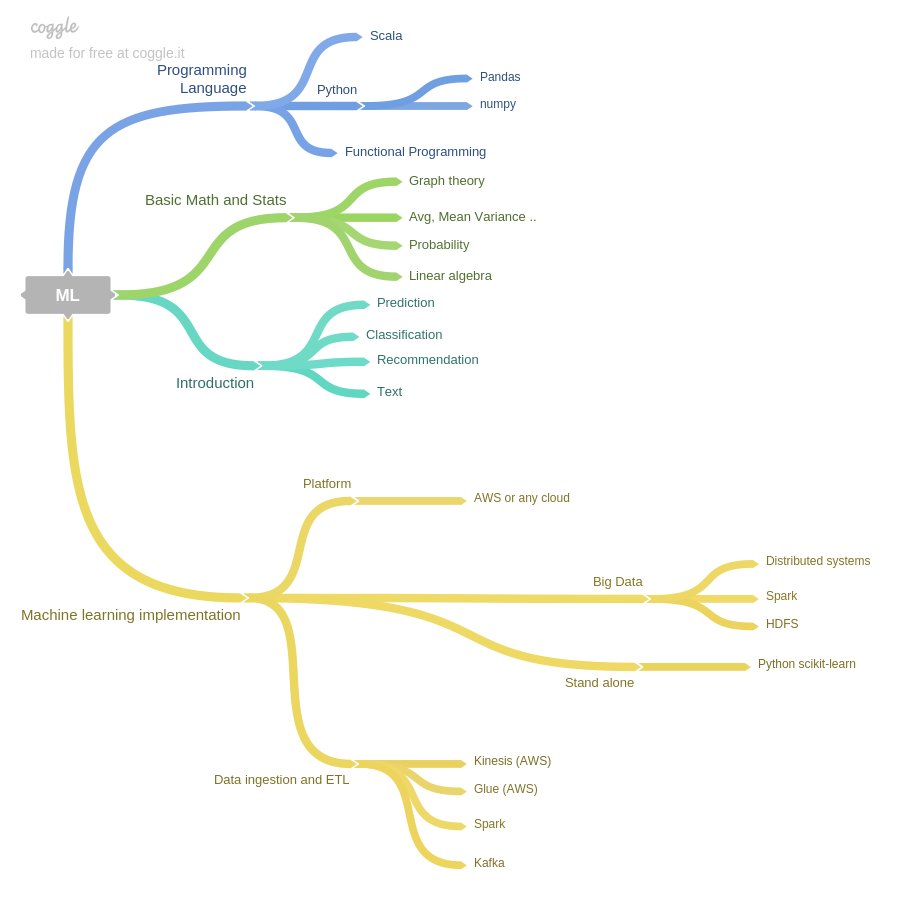 coggle
made for free at coggle.it
Scala
Programming
Language
Python
Pandas
numpy
Functional Programming
Basic Math and Stats
Graph theory
Avg, Mean Variance ..
Probability
Linear algebra
ML
Prediction
Classification
Recommendation
Introduction
Text
Platform
AWS or any cloud
Machine learning implementation
Big Data
Distributed systems
Spark
HDFS
Stand alone
Python scikit-learn
Data ingestion and ETL
Kinesis (AWS)
Glue (AWS)
Spark
Kafka